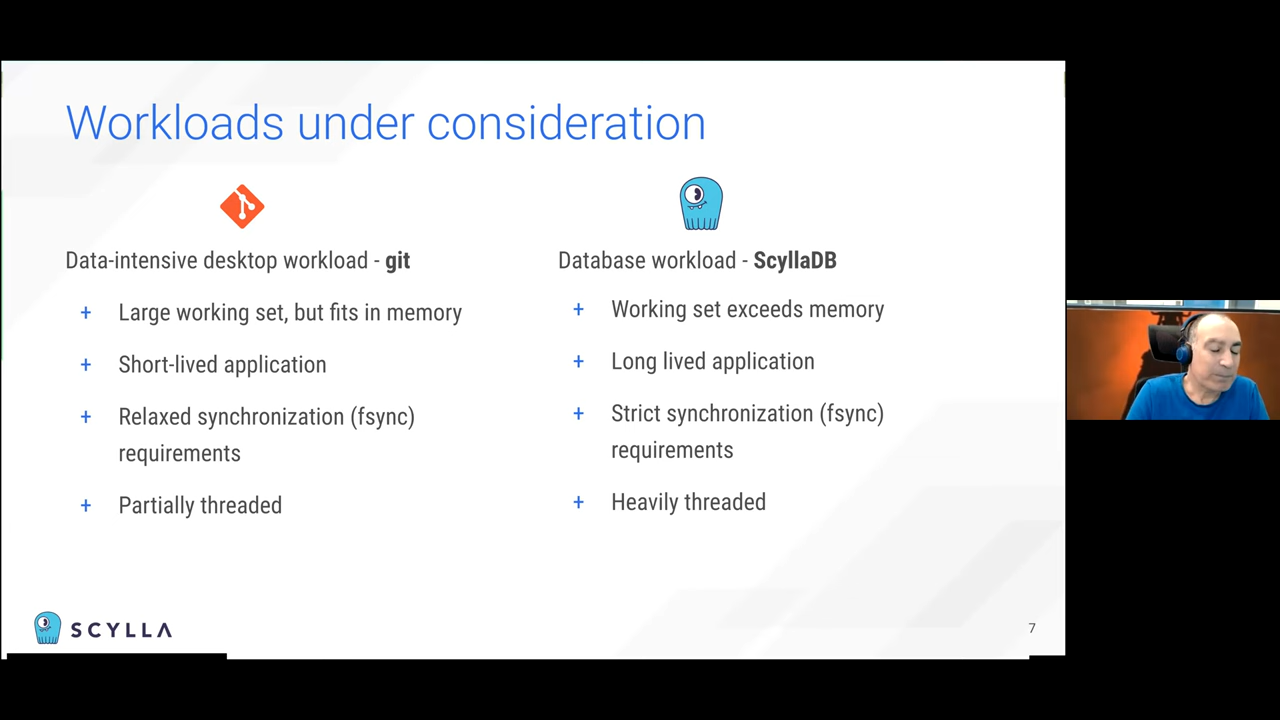 Workloads under consideration
Data-intensive desktop workload - git
+ Large working set, but fits in memory
+ Short-lived application
+ Relaxed synchronization (fsync)
requirements
+ Partially threaded
Database workload - ScyllaDB
+ Working set exceeds memory
+ Long lived application
+ Strict synchronization (fsync)
requirements
+ Heavily threaded
SCYLLA
7